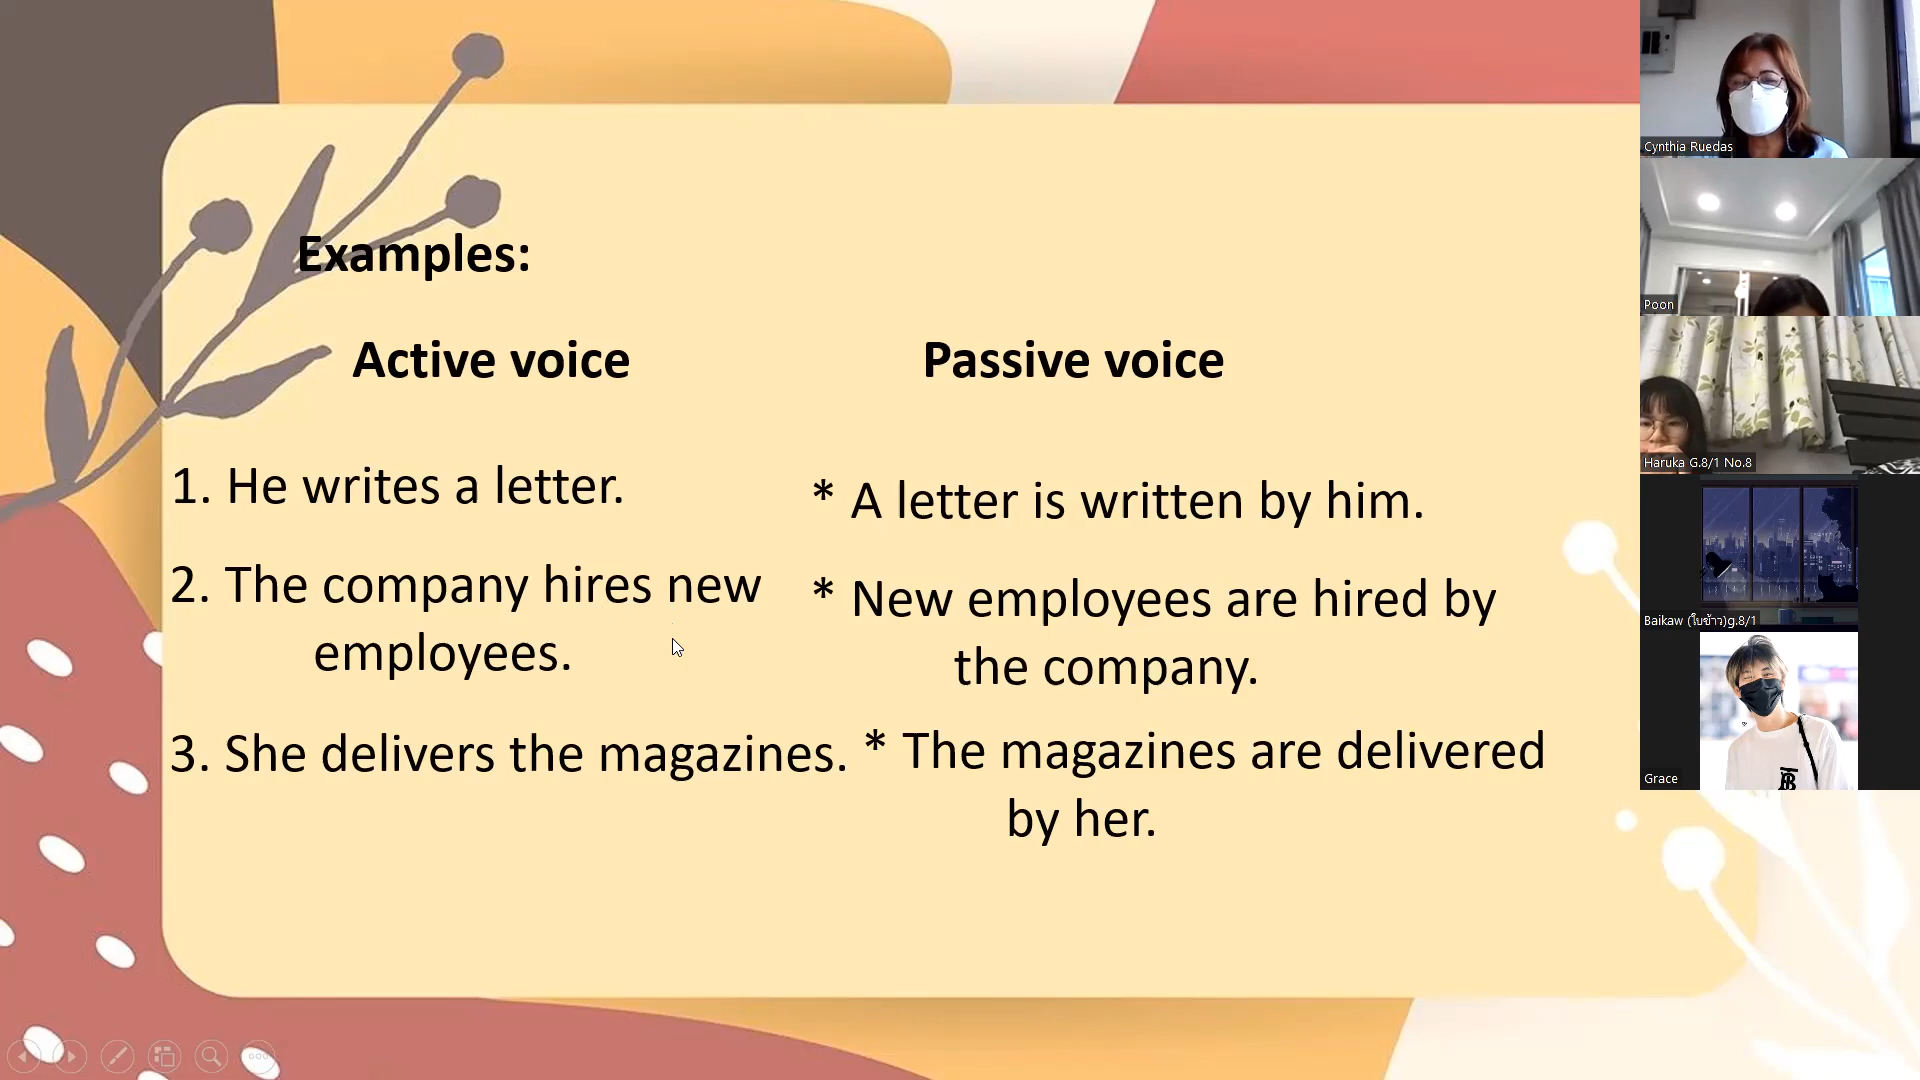 Examples:
Active voice
Passive voice
1. He writes a letter.
* A letter is written by him.
2. The company hires new
employees.
* New employees are hired by
the company.
3. She delivers the magazines.
* The magazines are delivered
by her.
Cynthia Ruedas
Poon
Haruka G.8/1 No.8
Baikaw (ใบข้าว)g.8/1
Grace